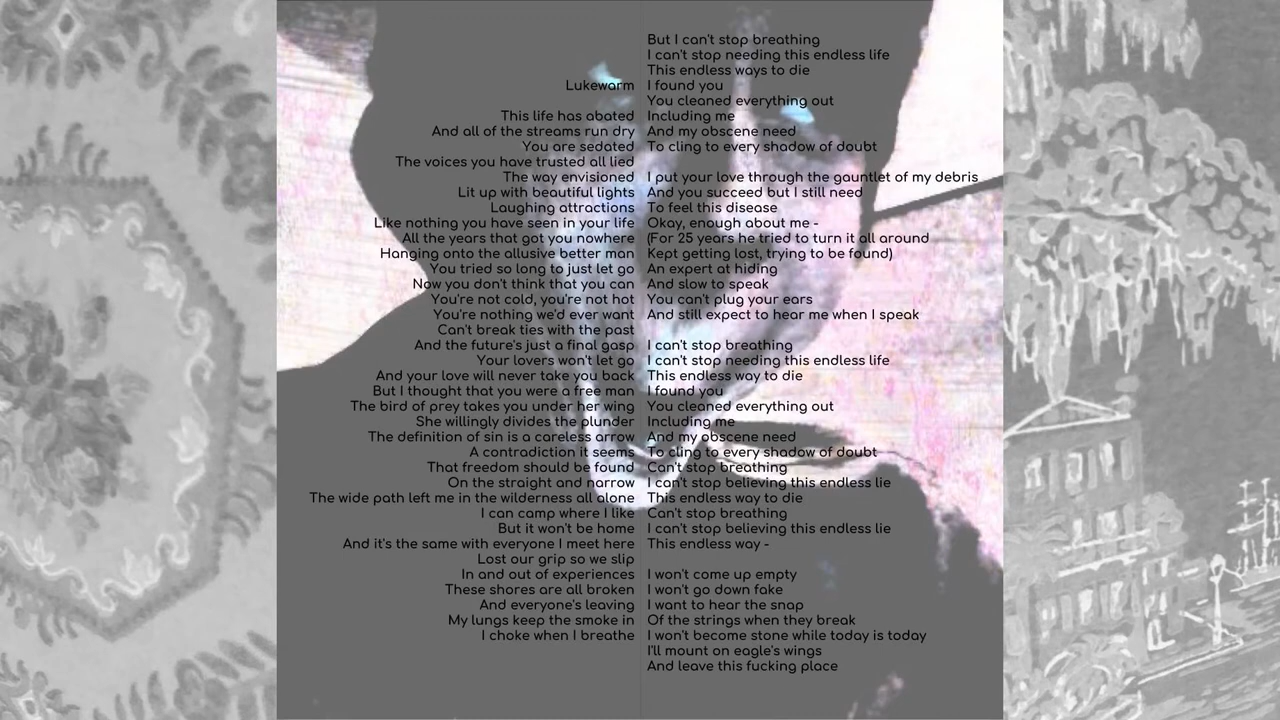 Lukewarm
This life has abated
And all of the streams run dry
You are sedated
The voices you have trusted all lied
The way envisioned
Lit up with beautiful lights
Laughing attractions
Like nothing you have seen in your life
All the years that got you nowhere
Hanging onto the allusive better man
You tried so long to just let go
Now you don't think that you can
You're not cold, you're not hot
You're nothing we'd ever want
Can't break ties with the past
And the future's just a final gasp
Your lovers won't let go
And your love will never take you back
But I thought that you were a free man
The bird of prey takes you under her wing
She willingly divides the plunder
The definition of sin is a careless arrow
A contradiction it seems
That freedom should be found
On the straight and narrow
The wide path left me in the wilderness all alone
I can camp where I like
But it won't be home
And it's the same with everyone I meet here
Lost our grip so we slip
In and out of experiences
These shores are all broken
And everyone's leaving
My lungs keep the smoke in
I choke when I breathe
But I can't stop breathing
I can't stop needing this endless life
This endless ways to die
I found you
You cleaned everything out
Including me
And my obscene need
To cling to every shadow of doubt
I put your love through the gauntlet of my debris
And you succeed but I still need
To feel this disease
Okay, enough about me -
(For 25 years he tried to turn it all around
Kept getting lost, trying to be found)
An expert at hiding
And slow to speak
You can't plug your ears
And still expect to hear me when I speak
I can't stop breathing
I can't stop needing this endless life
This endless way to die
I found you
You cleaned everything out
Including me
And my obscene need
To cling to every shadow of doubt
Can't stop breathing
I can't stop believing this endless lie
This endless way to die
Can't stop breathing
I can't stop believing this endless lie
This endless way -
I won't come up empty
I won't go down fake
I want to hear the snap
Of the strings when they break
I won't become stone while today is today
I'll mount on eagle's wings
And leave this fucking place